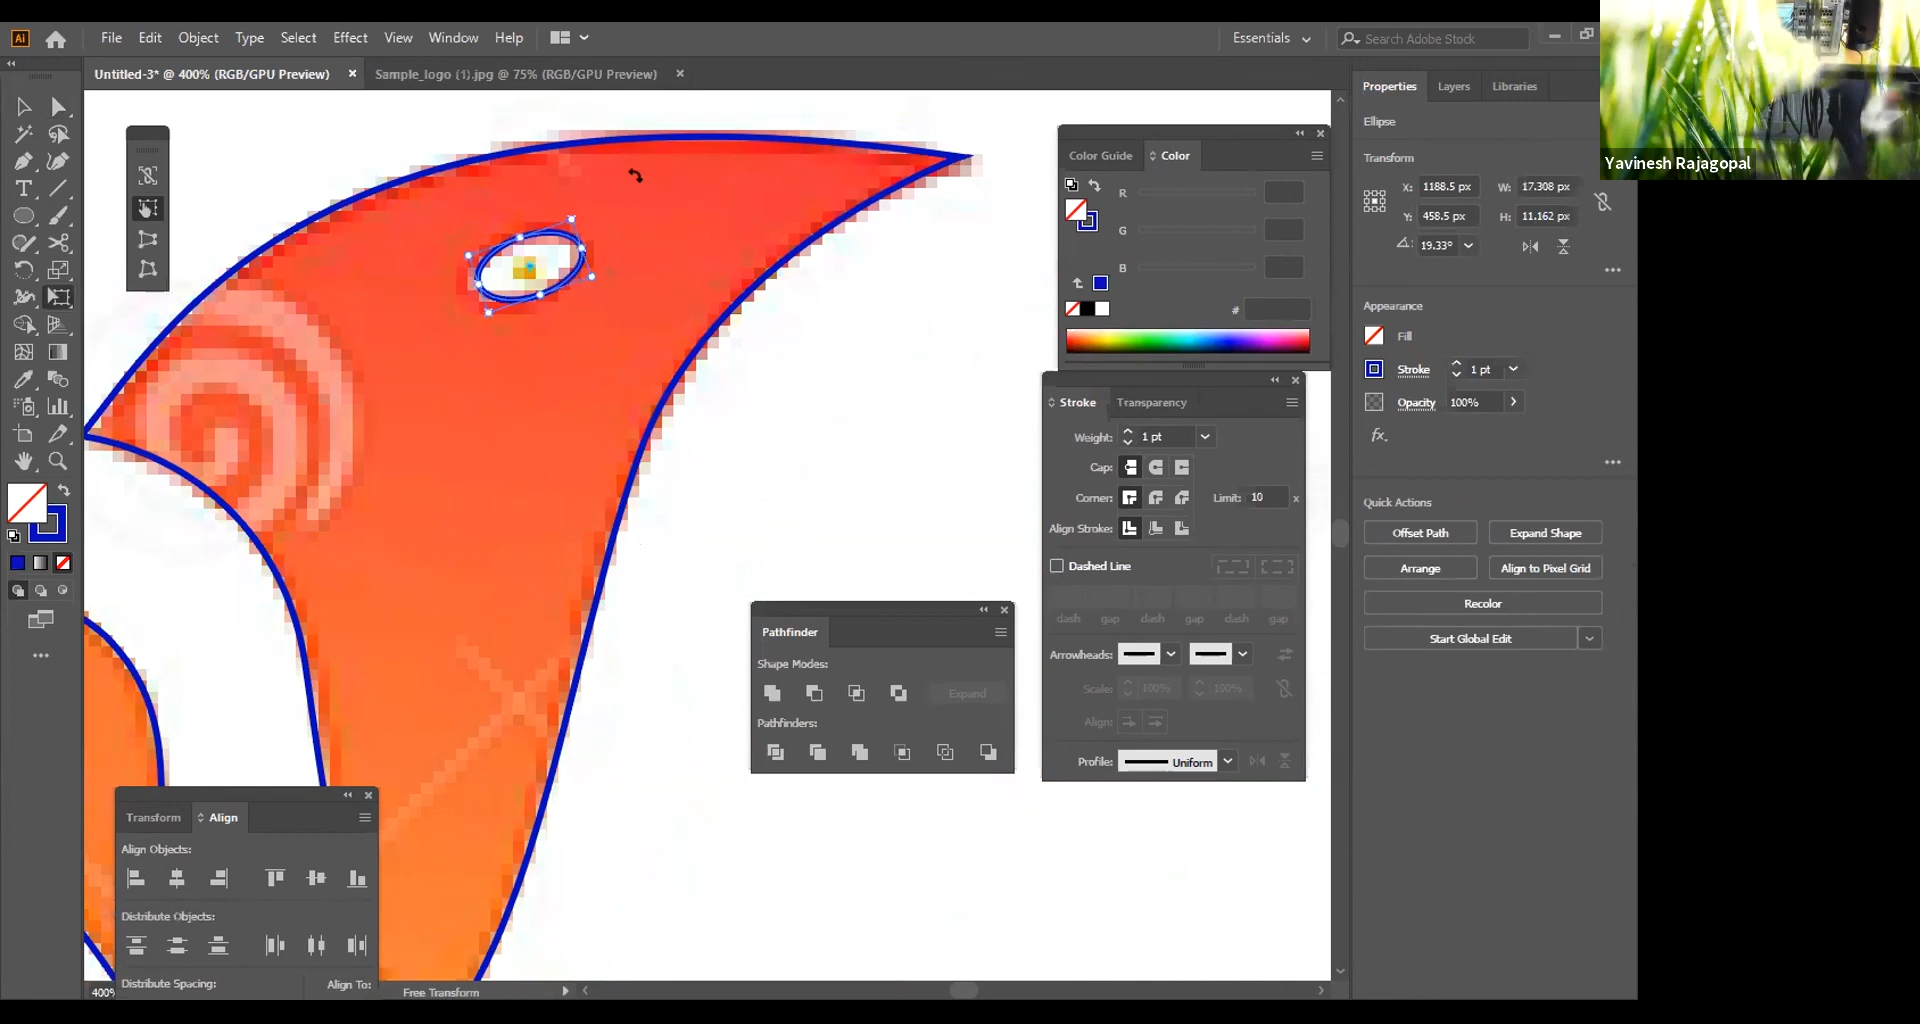 Ai File Edit Object Type Select Effect View Window Help Essentials Search Adobe Stock
Untitled-3* @ 400% (RGB/GPU Preview) Sample_logo (1).jpg @ 75% (RGB/GPU Preview)
Yavinesh Rajagopal
Properties Layers Libraries
Ellipse
Transform
X: 1188.5 px W: 17.308 px
Y: 458.5 px H: 11.162 px
19.33°
Appearance
Fill
Stroke 1 pt
Opacity 100%
fx.
Quick Actions
Offset Path Expand Shape
Arrange Align to Pixel Grid
Recolor
Start Global Edit
Color Guide Color
R
G
B
#
Stroke Transparency
Weight: 1 pt
Cap:
Corner: Limit: 10 x
Align Stroke:
Dashed Line
dash gap dash gap dash gap
Arrowheads:
Scale: 100% 100%
Align:
Profile: Uniform
Pathfinder
Shape Modes:
Expand
Pathfinders:
Transform Align
Align Objects:
Distribute Objects:
Distribute Spacing: Align To:
400% Free Transform